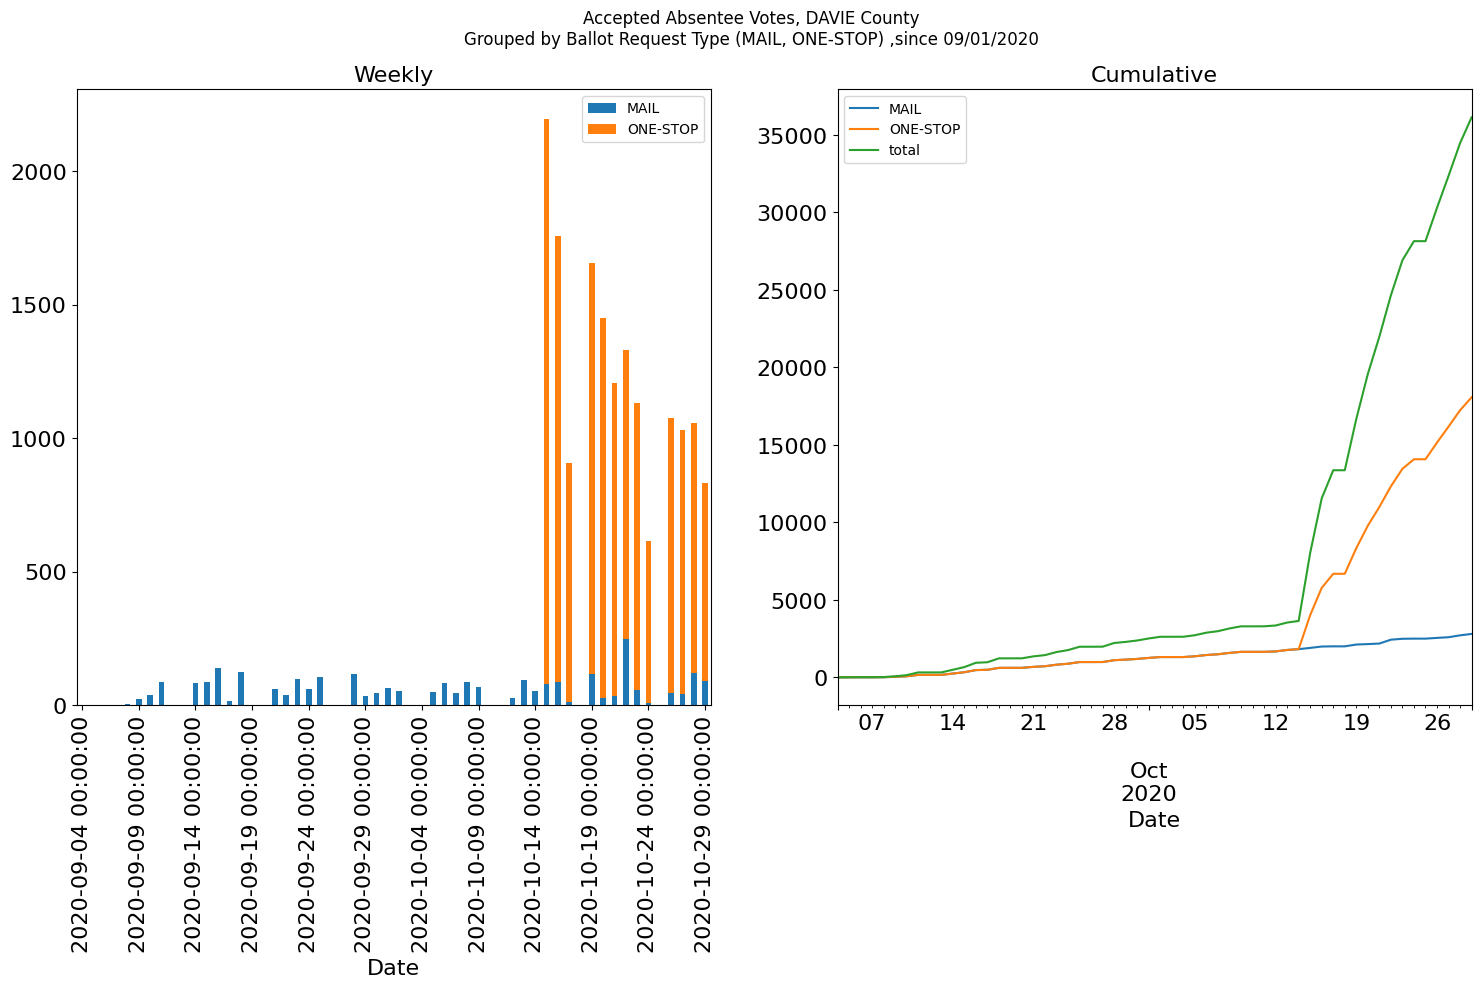 Accepted Absentee Votes, DAVIE County
Grouped by Ballot Request Type (MAIL, ONE-STOP) ,since 09/01/2020
Weekly
MAIL
ONE-STOP
2000
1500
1000
500
0
2020-09-04 00:00:00
2020-09-09 00:00:00
2020-09-14 00:00:00
2020-09-19 00:00:00
2020-09-24 00:00:00
2020-09-29 00:00:00
2020-10-04 00:00:00
2020-10-09 00:00:00
2020-10-14 00:00:00
2020-10-19 00:00:00
2020-10-24 00:00:00
2020-10-29 00:00:00
Date
Cumulative
MAIL
ONE-STOP
total
35000
30000
25000
20000
15000
10000
5000
0
07 14 21 28 05 12 19 26
Oct
2020
Date